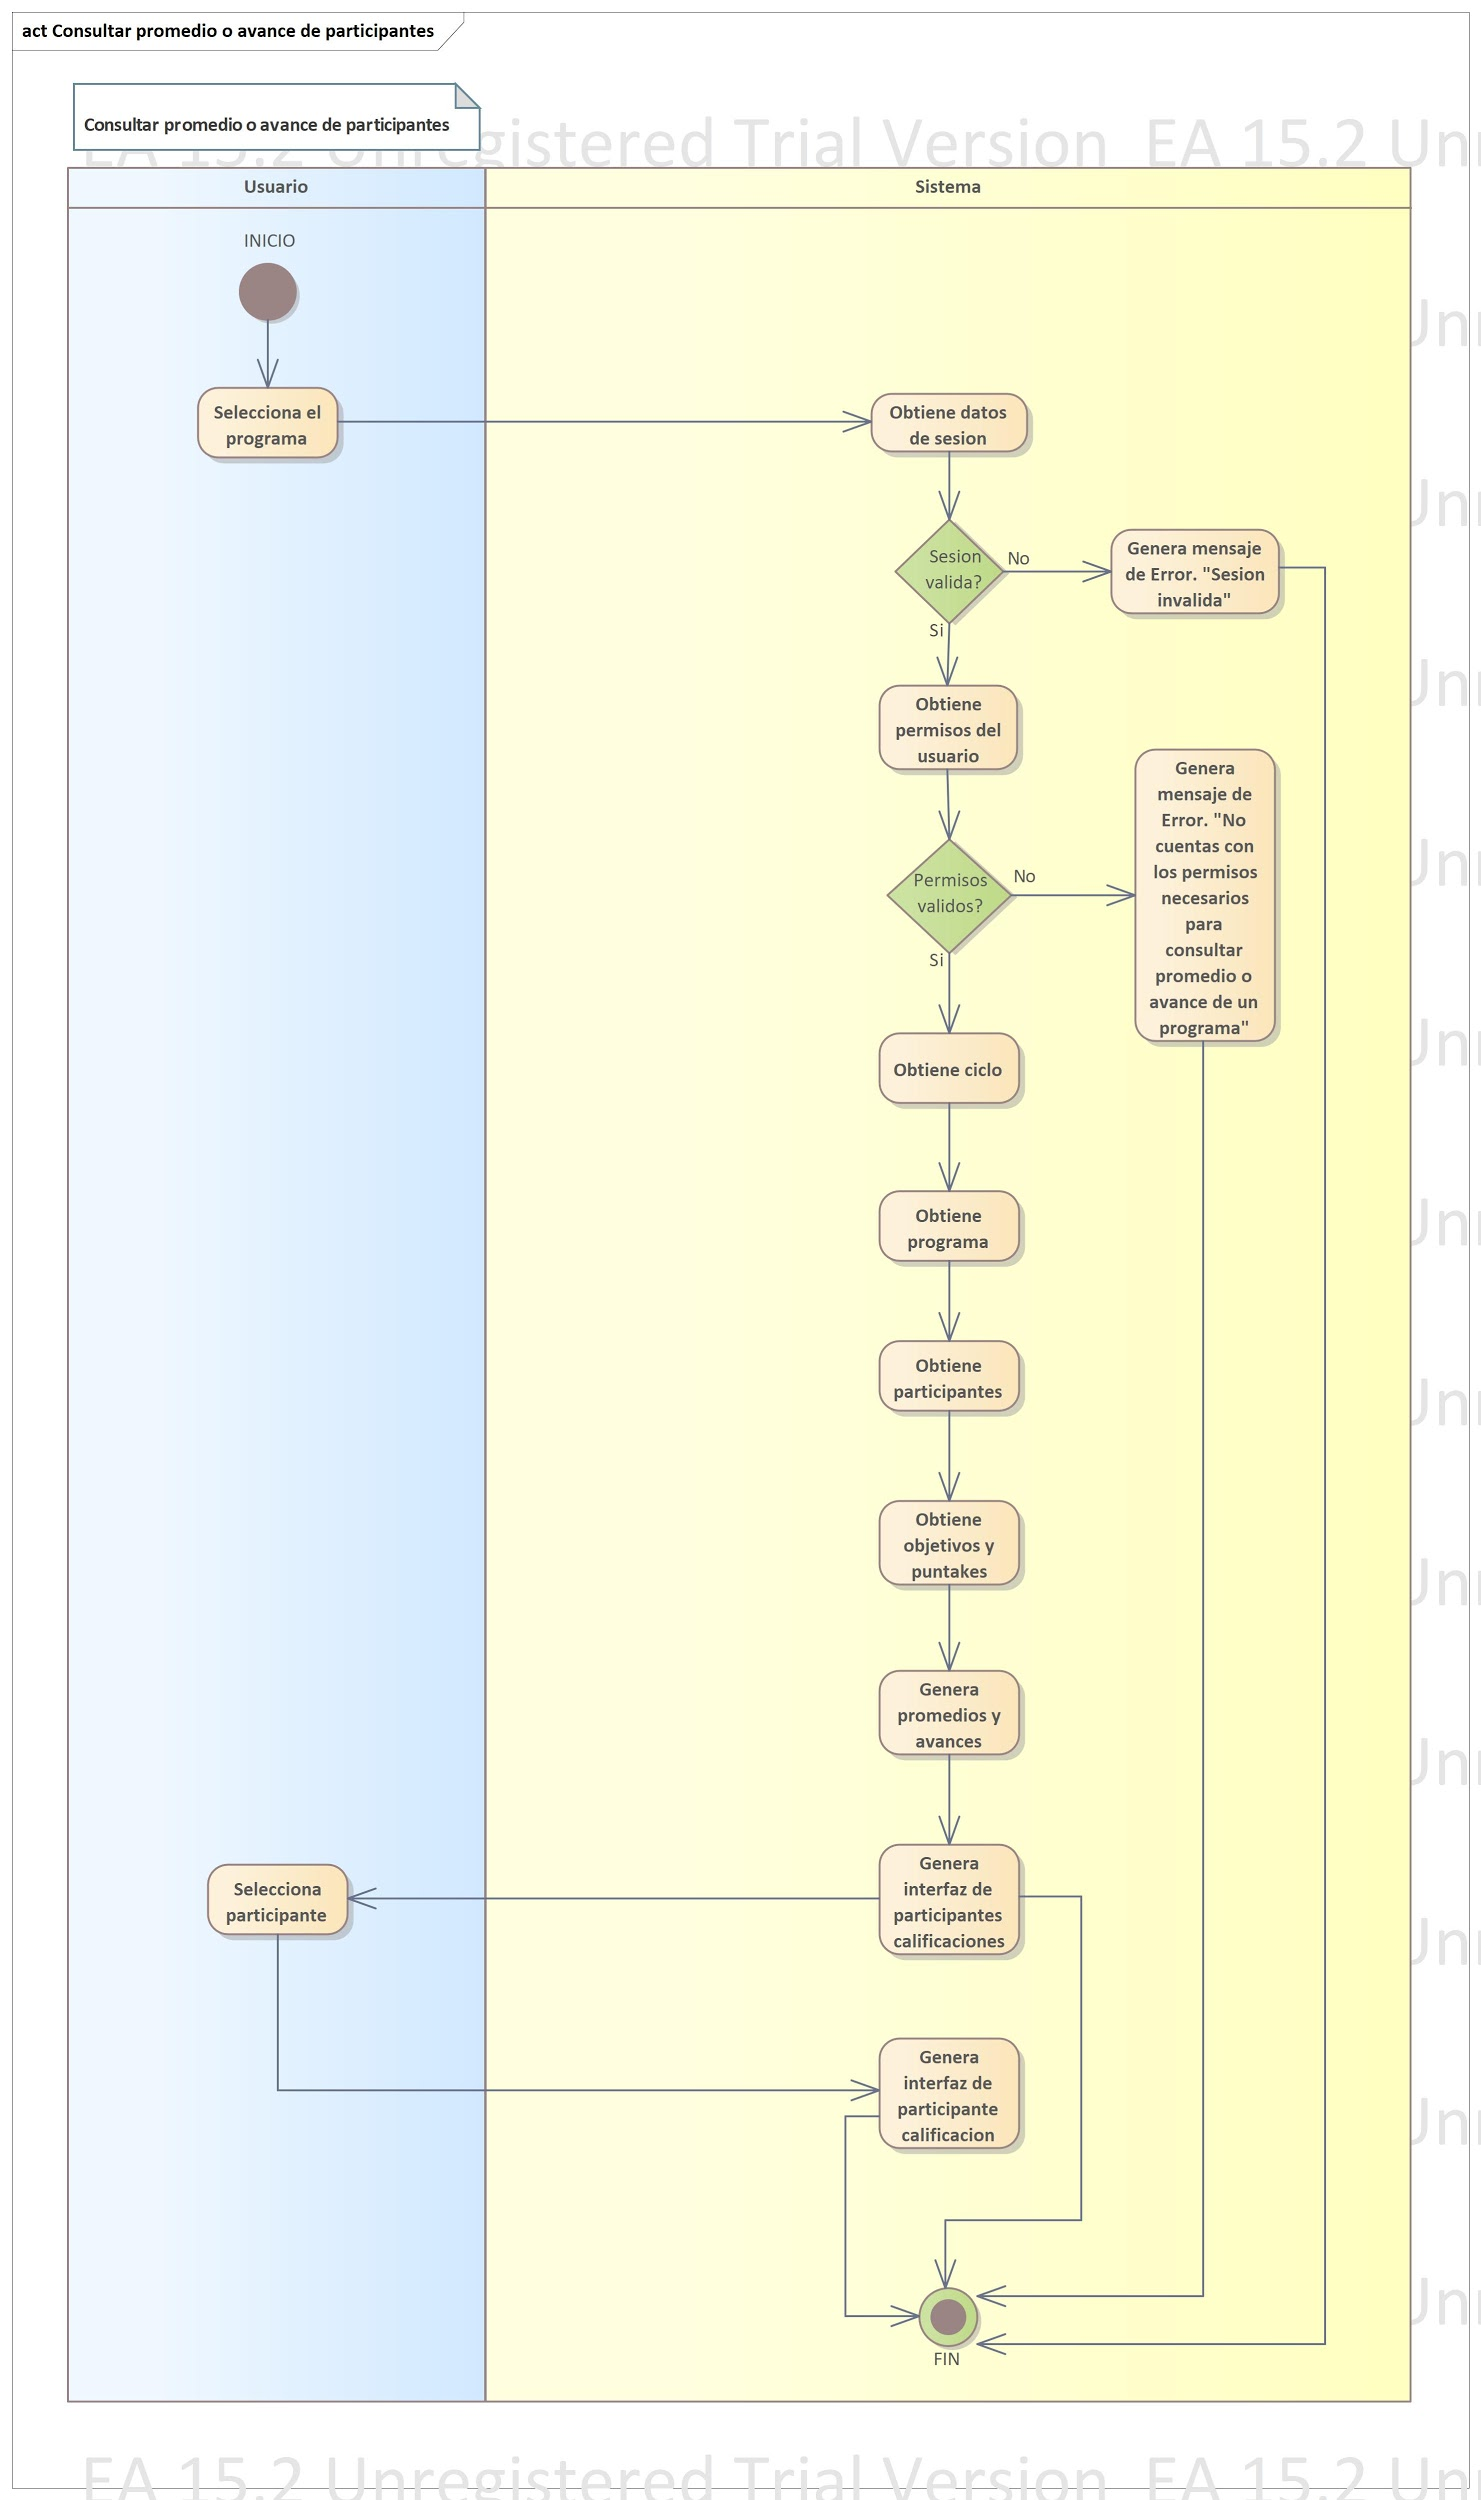 act Consultar promedio o avance de participantes
Consultar promedio o avance de participantes
EA 15.2 Unregistered Trial Version EA 15.2 Un
Usuario
Sistema
INICIO
Selecciona el
programa
Obtiene datos
de sesion
Sesion
valida?
No
Genera mensaje
de Error. "Sesion
invalida"
Si
Obtiene
permisos del
usuario
Permisos
validos?
No
Genera
mensaje de
Error. "No
cuentas con
los permisos
necesarios
para
consultar
promedio o
avance de un
programa"
Si
Obtiene ciclo
Obtiene
programa
Obtiene
participantes
Obtiene
objetivos y
puntakes
Genera
promedios y
avances
Selecciona
participante
Genera
interfaz de
participantes
calificaciones
Genera
interfaz de
participante
calificacion
FIN
EA 15.2 Unregistered Trial Version EA 15.2 Un